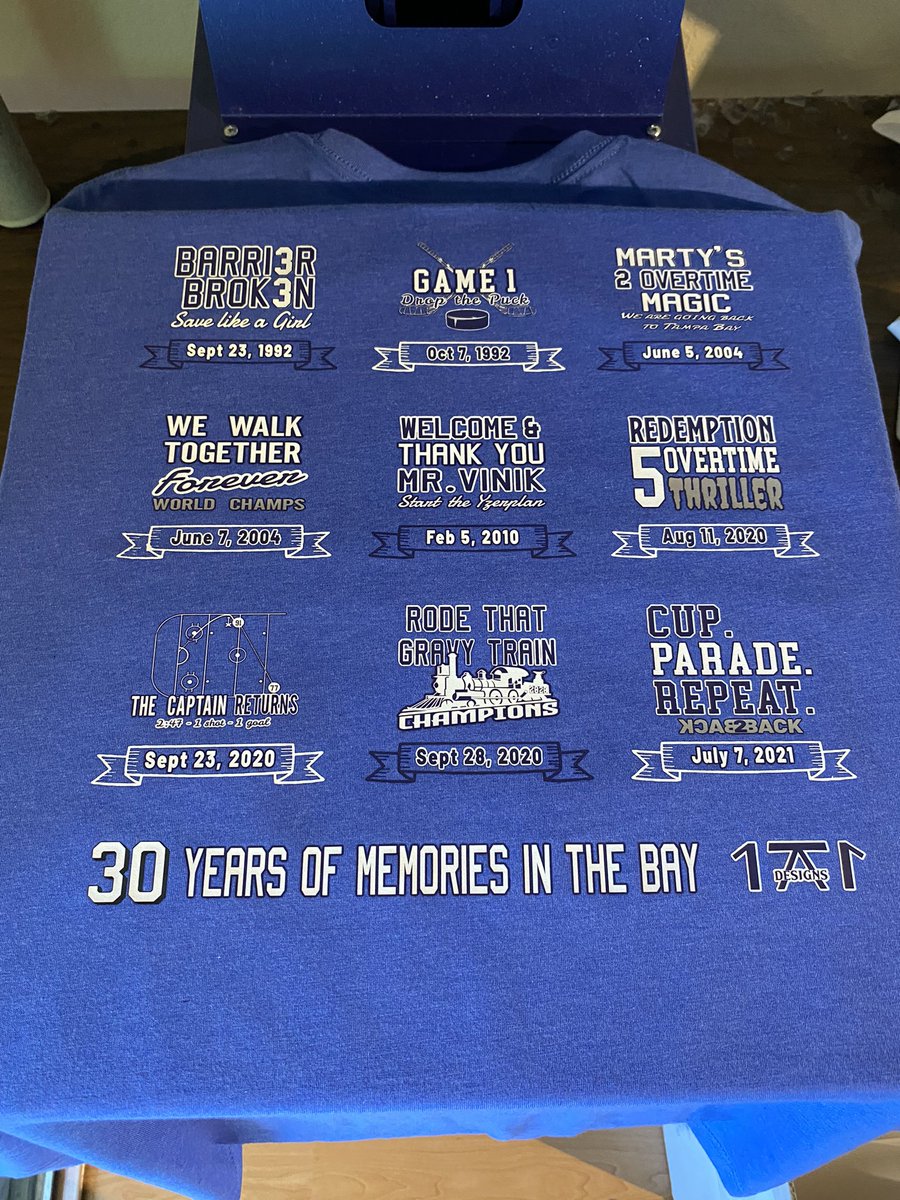 BARRI3R
BROK3N
Save like a Girl
Sept 23, 1992
GAME 1
Drop the Puck
Oct 7, 1992
MARTY'S
2 OVERTIME
MAGIC
WE ARE GOING BACK
TO TAMPA BAY
June 5, 2004
WE WALK
TOGETHER
Forever
WORLD CHAMPS
June 7, 2004
WELCOME &
THANK YOU
MR. VINIK
Start the Yzerplan
Feb 5, 2010
REDEMPTION
5 OVERTIME
THRILLER
Aug 11, 2020
91
77
THE CAPTAIN RETURNS
2:47 - 1 shot - 1 goal
Sept 23, 2020
RODE THAT
GRAVY TRAIN
2020
CHAMPIONS
Sept 28, 2020
CUP.
PARADE.
REPEAT.
BACK2BACK
July 7, 2021
30 YEARS OF MEMORIES IN THE BAY
1A1
DESIGNS